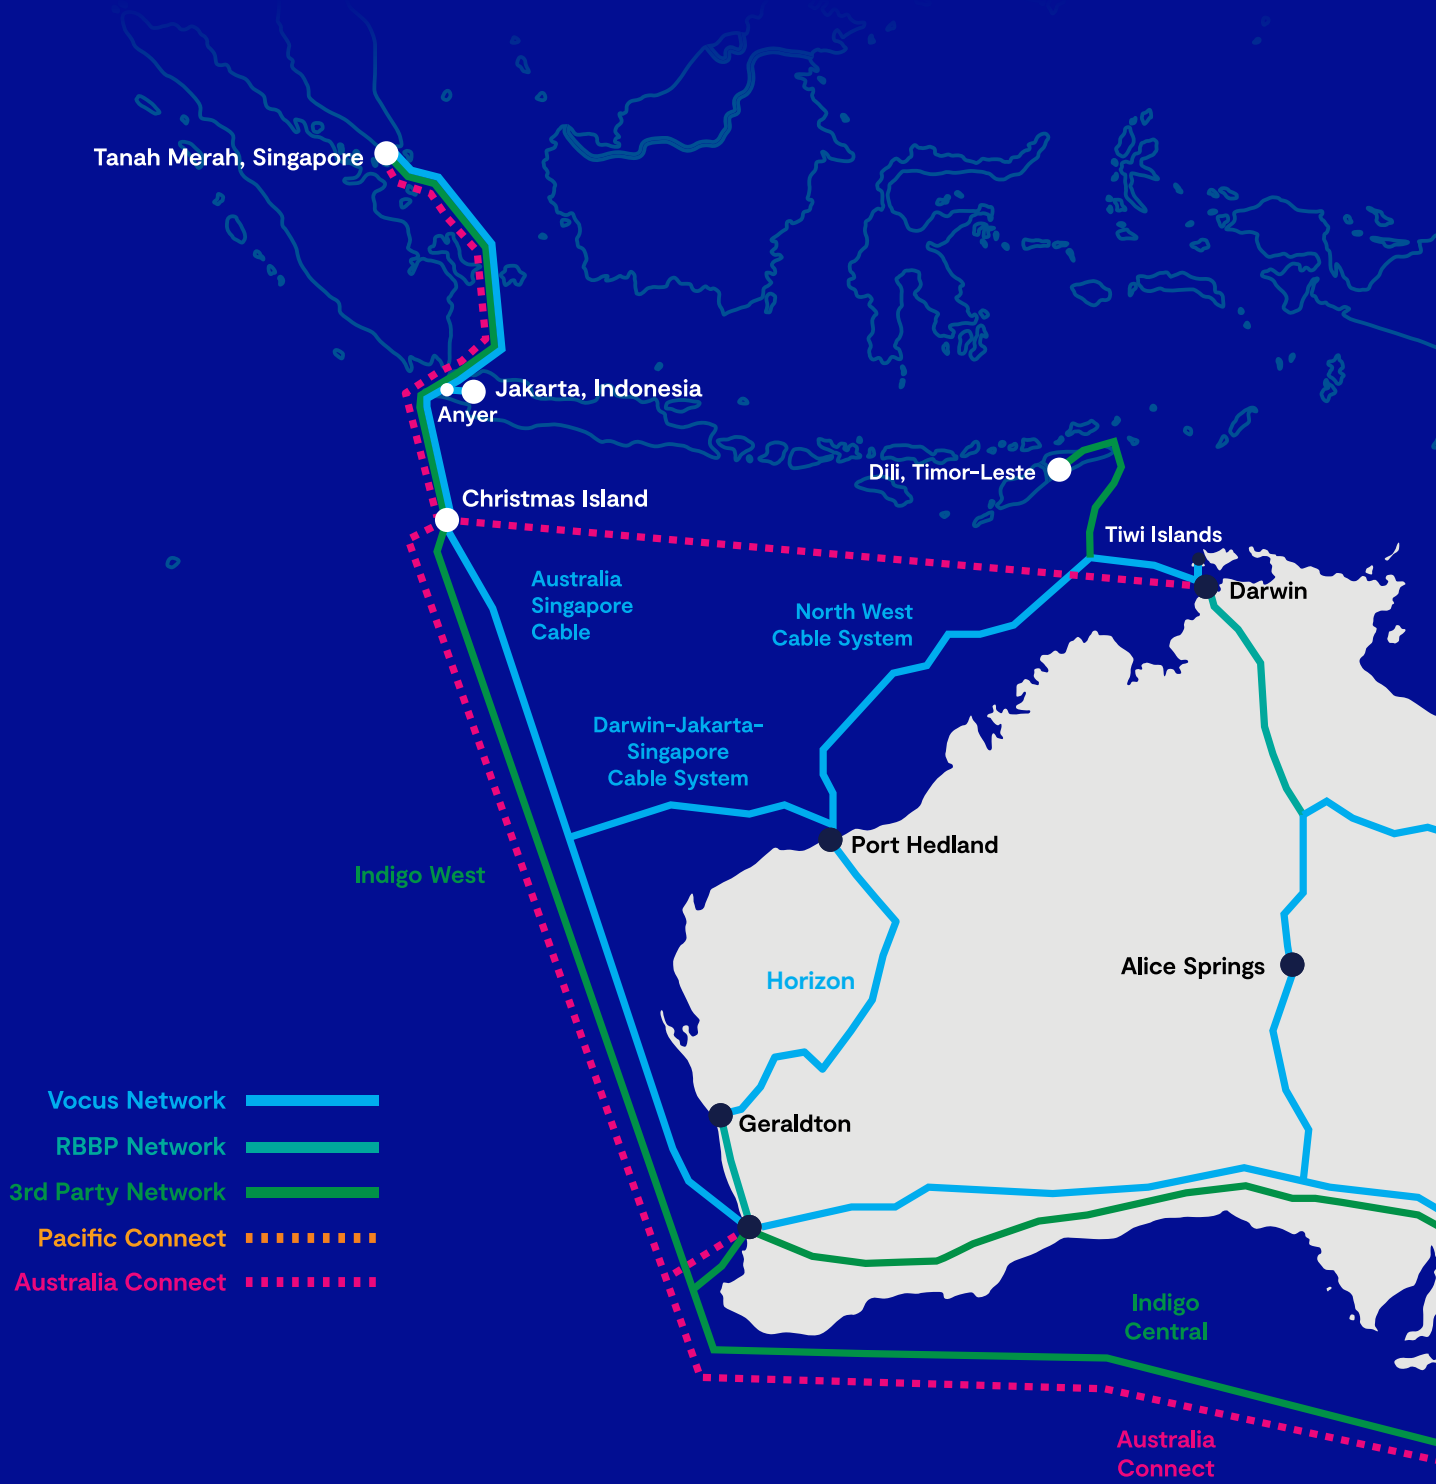 Tanah Merah, Singapore
Jakarta, Indonesia
Anyer
Dili, Timor-Leste
Christmas Island
Tiwi Islands
Australia
Singapore
Cable
North West
Cable System
Darwin
Darwin-Jakarta-
Singapore
Cable System
Port Hedland
Indigo West
Alice Springs
Horizon
Geraldton
Vocus Network
RBBP Network
3rd Party Network
Pacific Connect
Australia Connect
Indigo
Central
Australia
Connect